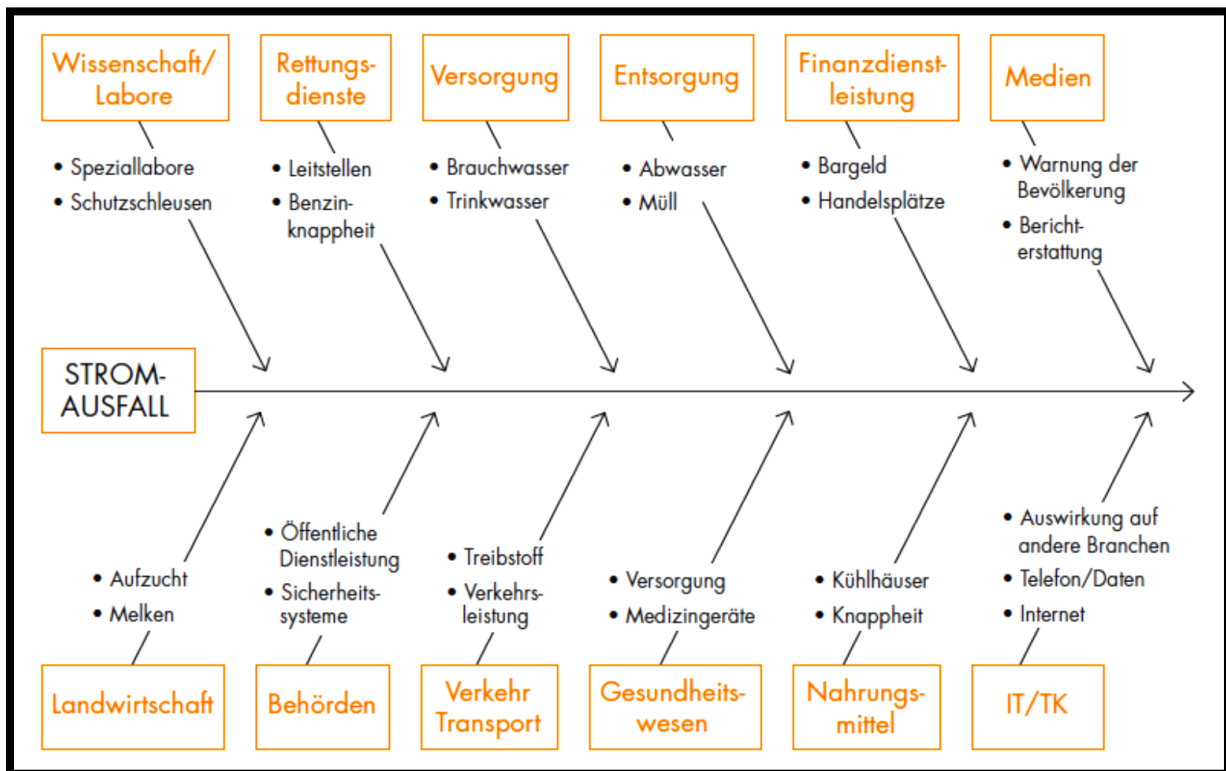 Wissenschaft/
Labore
• Speziallabore
• Schutzschleusen
Rettungs-
dienste
• Leitstellen
• Benzin-
knappheit
Versorgung
• Brauchwasser
• Trinkwasser
Entsorgung
• Abwasser
• Müll
Finanzdienst-
leistung
• Bargeld
• Handelsplätze
Medien
• Warnung der
Bevölkerung
• Bericht-
erstattung
STROM-
AUSFALL
• Aufzucht
• Melken
Landwirtschaft
• Öffentliche
Dienstleistung
• Sicherheits-
systeme
Behörden
• Treibstoff
• Verkehrs-
leistung
Verkehr
Transport
• Versorgung
• Medizingeräte
Gesundheits-
wesen
• Kühlhäuser
• Knappheit
Nahrungs-
mittel
• Auswirkung auf
andere Branchen
• Telefon/Daten
• Internet
IT/TK